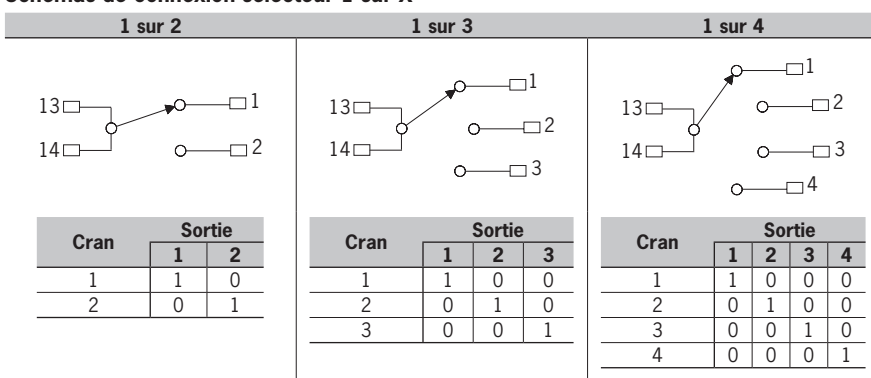 Schémas de connexion sélecteur 1 sur X
1 sur 2
13
14
1
2
Cran Sortie
1 2
1 1 0
2 0 1
1 sur 3
13
14
1
2
3
Cran Sortie
1 2 3
1 1 0 0
2 0 1 0
3 0 0 1
1 sur 4
13
14
1
2
3
4
Cran Sortie
1 2 3 4
1 1 0 0 0
2 0 1 0 0
3 0 0 1 0
4 0 0 0 1